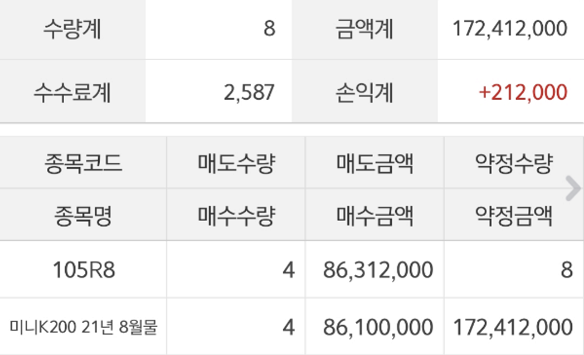 수량계 8 금액계 172,412,000
수수료계 2,587 손익계 +212,000
종목코드 매도수량 매도금액 약정수량
종목명 매수수량 매수금액 약정금액
105R8 4 86,312,000 8
미니K200 21년 8월물 4 86,100,000 172,412,000